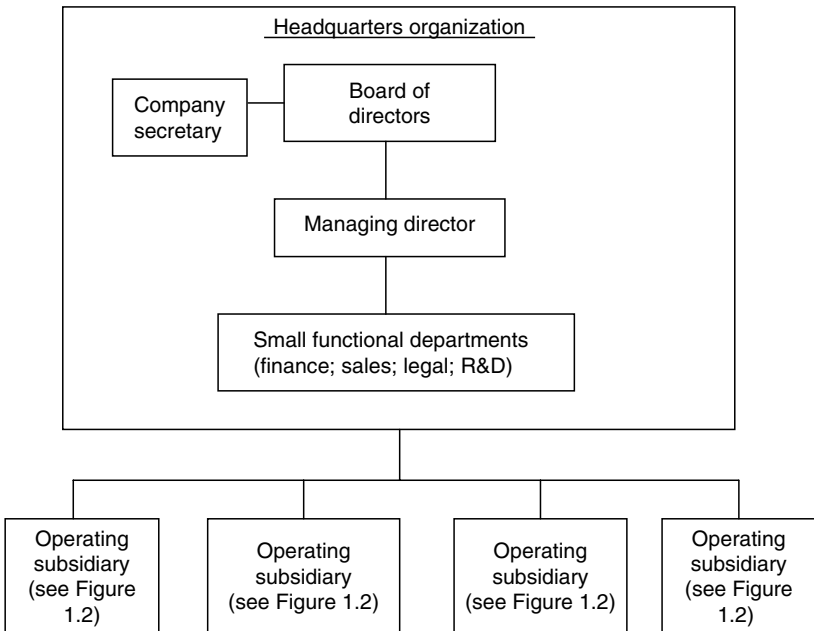 Headquarters organization
Company
secretary
Board of
directors
Managing director
Small functional departments
(finance; sales; legal; R&D)
Operating
subsidiary
(see Figure
1.2)
Operating
subsidiary
(see Figure 1.2)
Operating
subsidiary
(see Figure 1.2)
Operating
subsidiary
(see Figure
1.2)